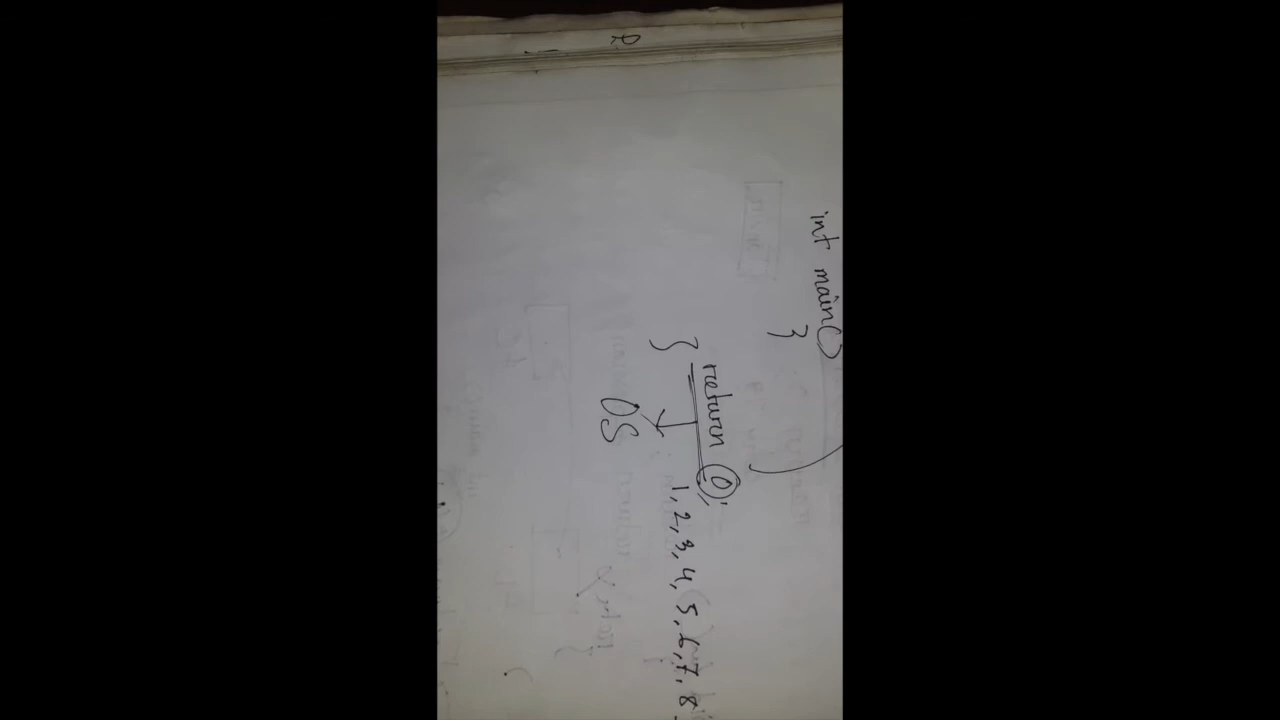 int main()
}
return 0;
1, 2, 3, 4, 5, 6, 7, 8
}
OS